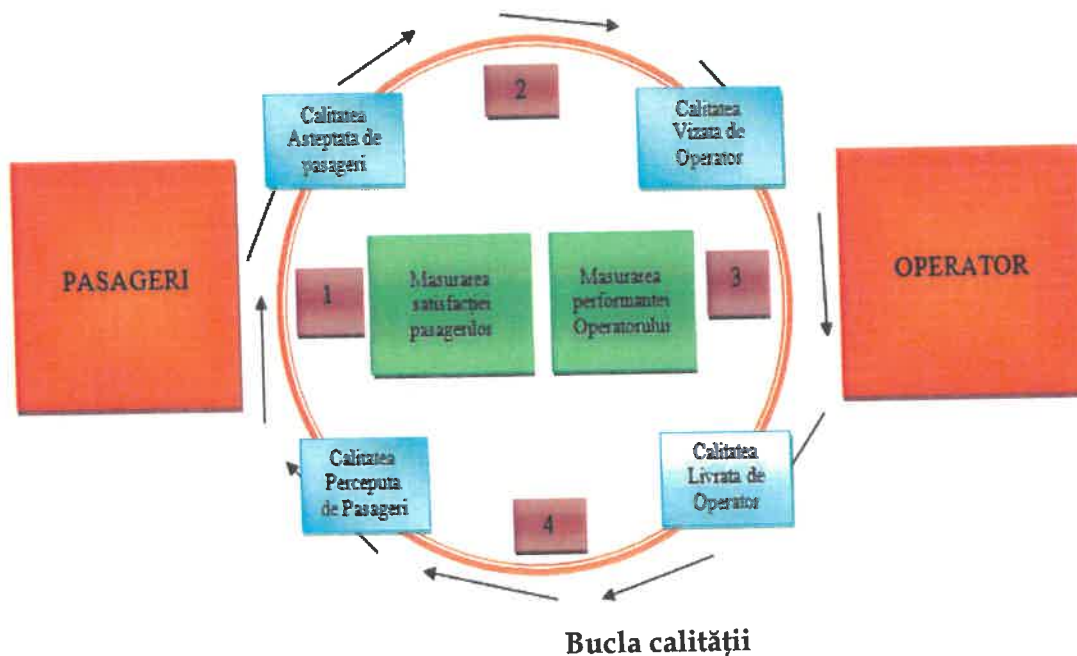 2
Calitatea
Asteptata de
pasageri
Calitatea
Vizata de
Operator
PASAGERI
1
Masurarea
satisfacției
pasagerilor
Masurarea
performantei
Operatorului
3
OPERATOR
Calitatea
Perceputa
de Pasageri
Calitatea
Livrata de
Operator
4
Bucla calității